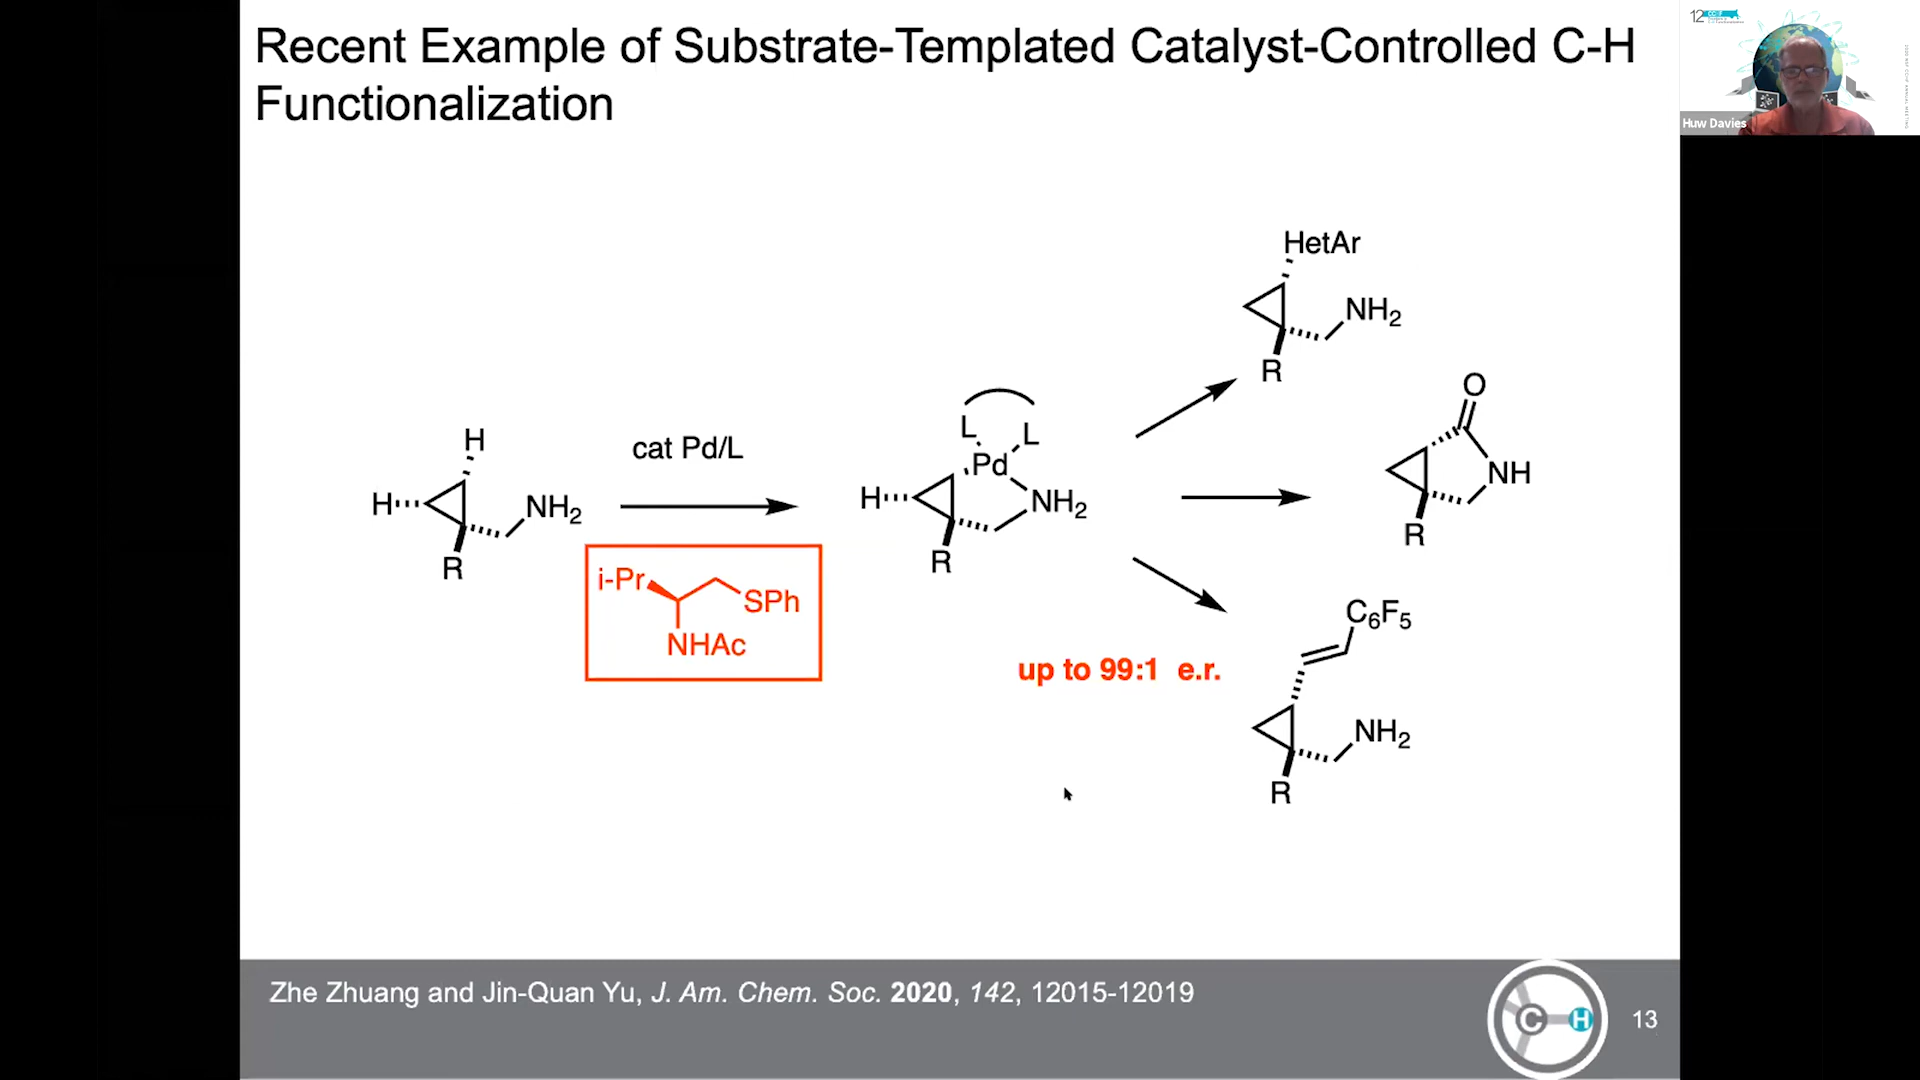 Recent Example of Substrate-Templated Catalyst-Controlled C-H
Functionalization
12
Huw Davies
H
H
NH2
R
cat Pd/L
i-Pr
SPh
NHAc
L
L
Pd
H
NH2
R
HetAr
NH2
R
O
NH
R
up to 99:1 e.r.
C6F5
NH2
R
Zhe Zhuang and Jin-Quan Yu, J. Am. Chem. Soc. 2020, 142, 12015-12019
C
H
13